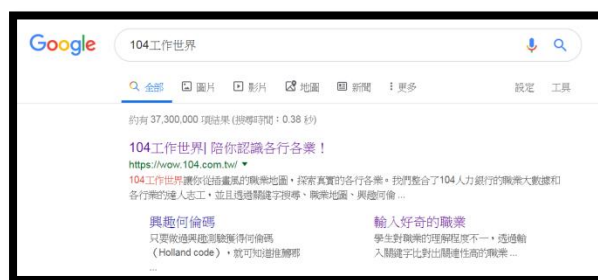 Google
104工作世界
全部 圖片 影片 地圖 新聞 更多 設定 工具
約有 37,300,000 項結果 (搜尋時間：0.38 秒)
104工作世界| 陪你認識各行各業！
https://wow.104.com.tw/
104工作世界讓你從插畫風的職業地圖，探索真實的各行各業。我們整合了104人力銀行的職業大數據和
各行業的達人志工，並且透過關鍵字搜尋、職業地圖、興趣何倫 ...
興趣何倫碼
只要做過興趣測驗獲得何倫碼
（Holland code），就可知道推薦哪
...
輸入好奇的職業
學生對職業的理解程度不一，透過輸
入關鍵字比對出關連性高的職業 ...